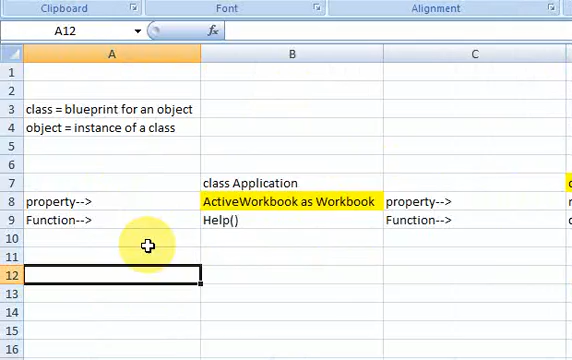 Clipboard Font Alignment
A12 fx
A B C
1
2
3 class = blueprint for an object
4 object = instance of a class
5
6
7 class Application
8 property--> ActiveWorkbook as Workbook property-->
9 Function--> Help() Function-->
10
11
12
13
14
15
16